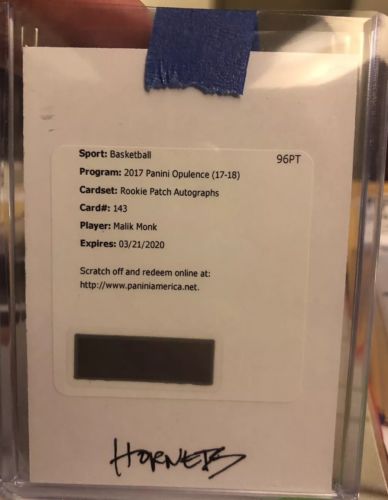 Sport: Basketball 96PT
Program: 2017 Panini Opulence (17-18)
Cardset: Rookie Patch Autographs
Card#: 143
Player: Malik Monk
Expires: 03/21/2020
Scratch off and redeem online at:
http://www.paniniamerica.net.
HORNETS